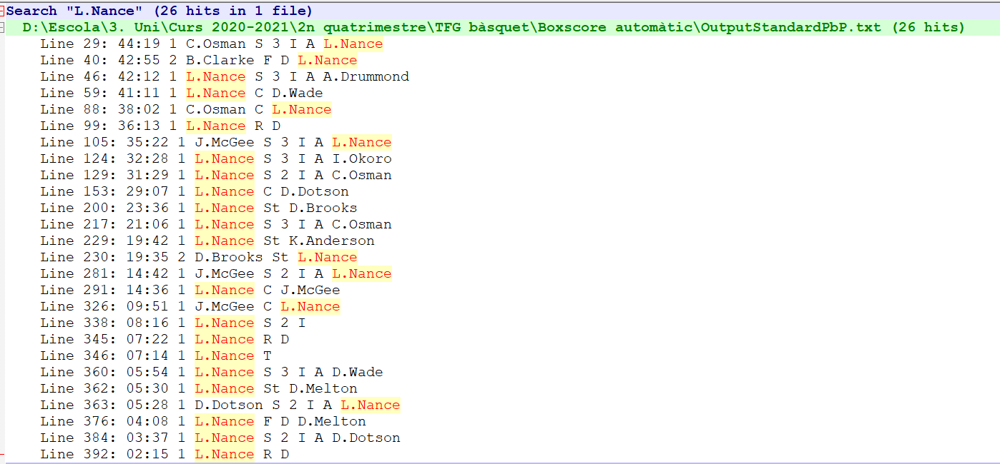 Search "L.Nance" (26 hits in 1 file)
D:\Escola\3. Uni\Curs 2020-2021\2n quatrimestre\TFG bàsquet\Boxscore automàtic\OutputStandardPbP.txt (26 hits)
Line 29: 44:19 1 C.Osman S 3 I A L.Nance
Line 40: 42:55 2 B.Clarke F D L.Nance
Line 46: 42:12 1 L.Nance S 3 I A A.Drummond
Line 59: 41:11 1 L.Nance C D.Wade
Line 88: 38:02 1 C.Osman C L.Nance
Line 99: 36:13 1 L.Nance R D
Line 105: 35:22 1 J.McGee S 3 I A L.Nance
Line 124: 32:28 1 L.Nance S 3 I A I.Okoro
Line 129: 31:29 1 L.Nance S 2 I A C.Osman
Line 153: 29:07 1 L.Nance C D.Dotson
Line 200: 23:36 1 L.Nance St D.Brooks
Line 217: 21:06 1 L.Nance S 3 I A C.Osman
Line 229: 19:42 1 L.Nance St K.Anderson
Line 230: 19:35 2 D.Brooks St L.Nance
Line 281: 14:42 1 J.McGee S 2 I A L.Nance
Line 291: 14:36 1 L.Nance C J.McGee
Line 326: 09:51 1 J.McGee C L.Nance
Line 338: 08:16 1 L.Nance S 2 I
Line 345: 07:22 1 L.Nance R D
Line 346: 07:14 1 L.Nance T
Line 360: 05:54 1 L.Nance S 3 I A D.Wade
Line 362: 05:30 1 L.Nance St D.Melton
Line 363: 05:28 1 D.Dotson S 2 I A L.Nance
Line 376: 04:08 1 L.Nance F D D.Melton
Line 384: 03:37 1 L.Nance S 2 I A D.Dotson
Line 392: 02:15 1 L.Nance R D